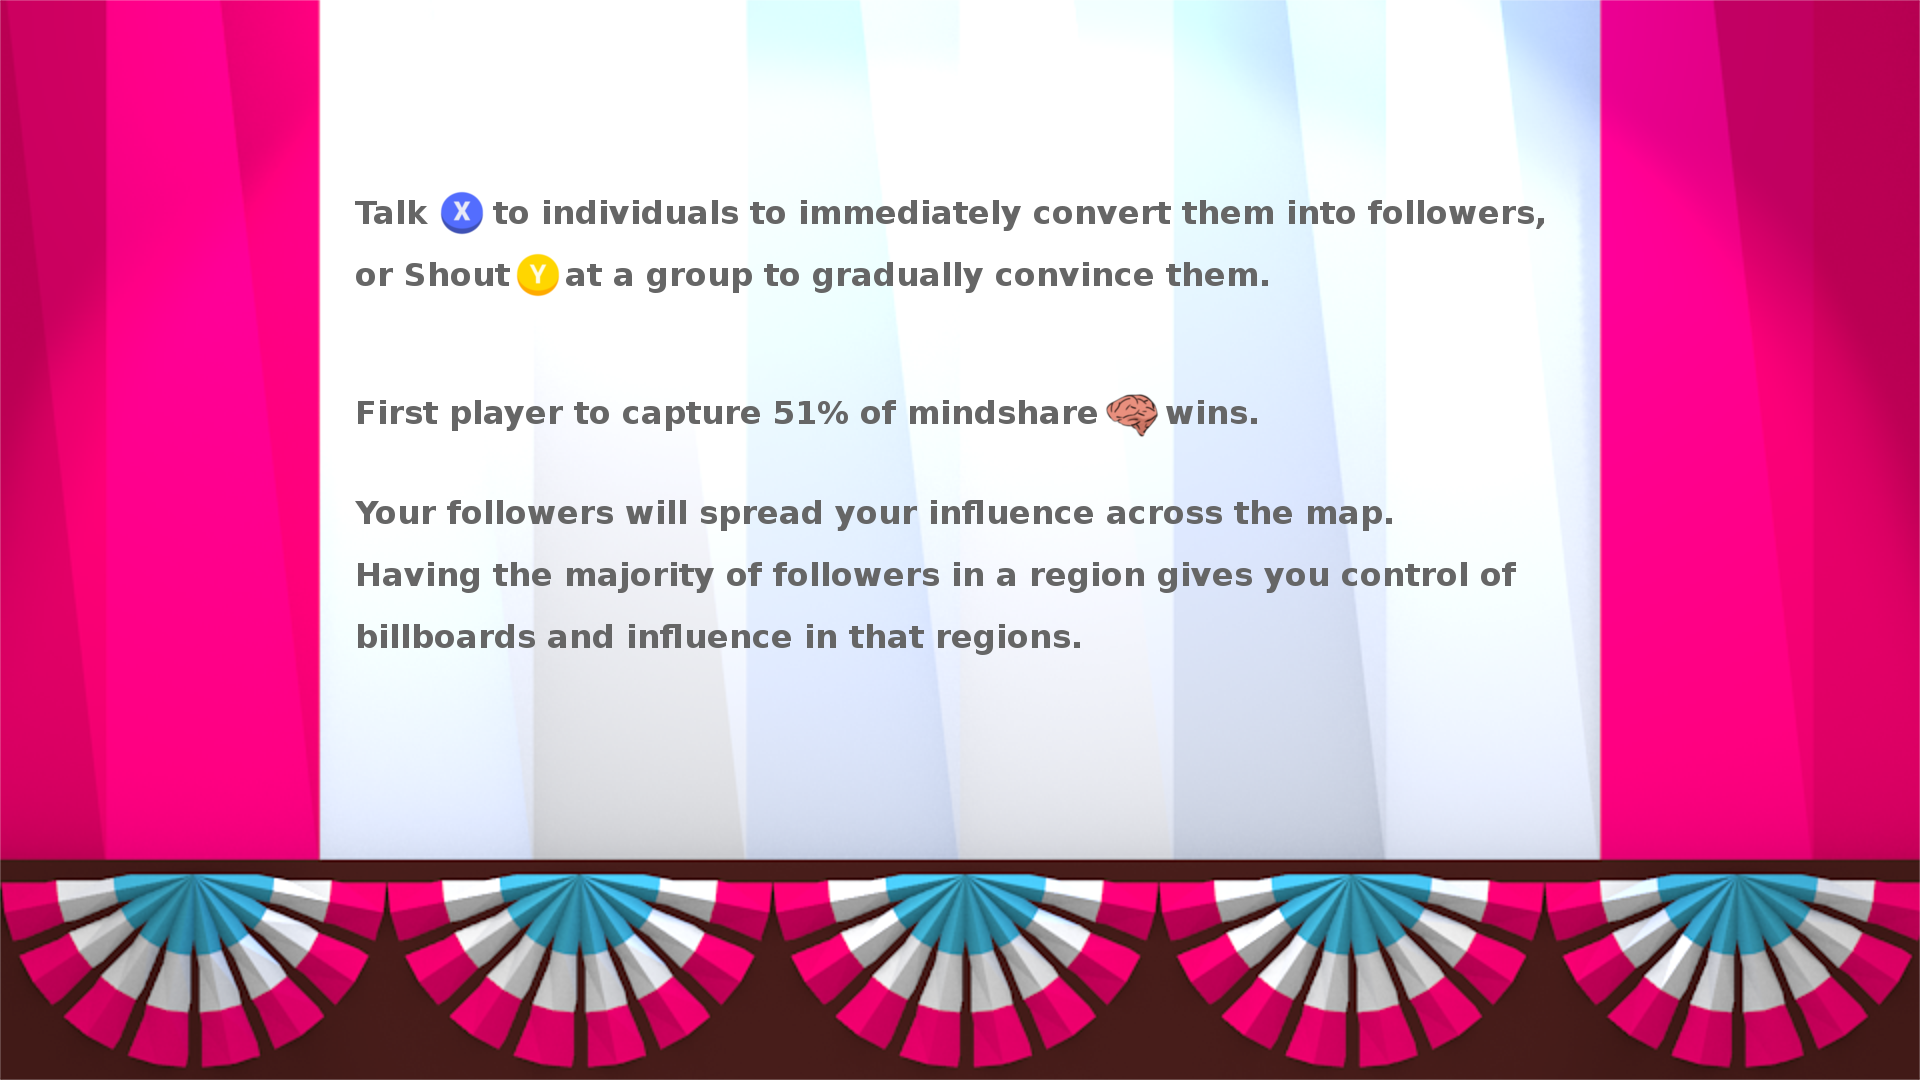 Talk X to individuals to immediately convert them into followers,
or Shout Y at a group to gradually convince them.
First player to capture 51% of mindshare wins.
Your followers will spread your influence across the map.
Having the majority of followers in a region gives you control of
billboards and influence in that regions.